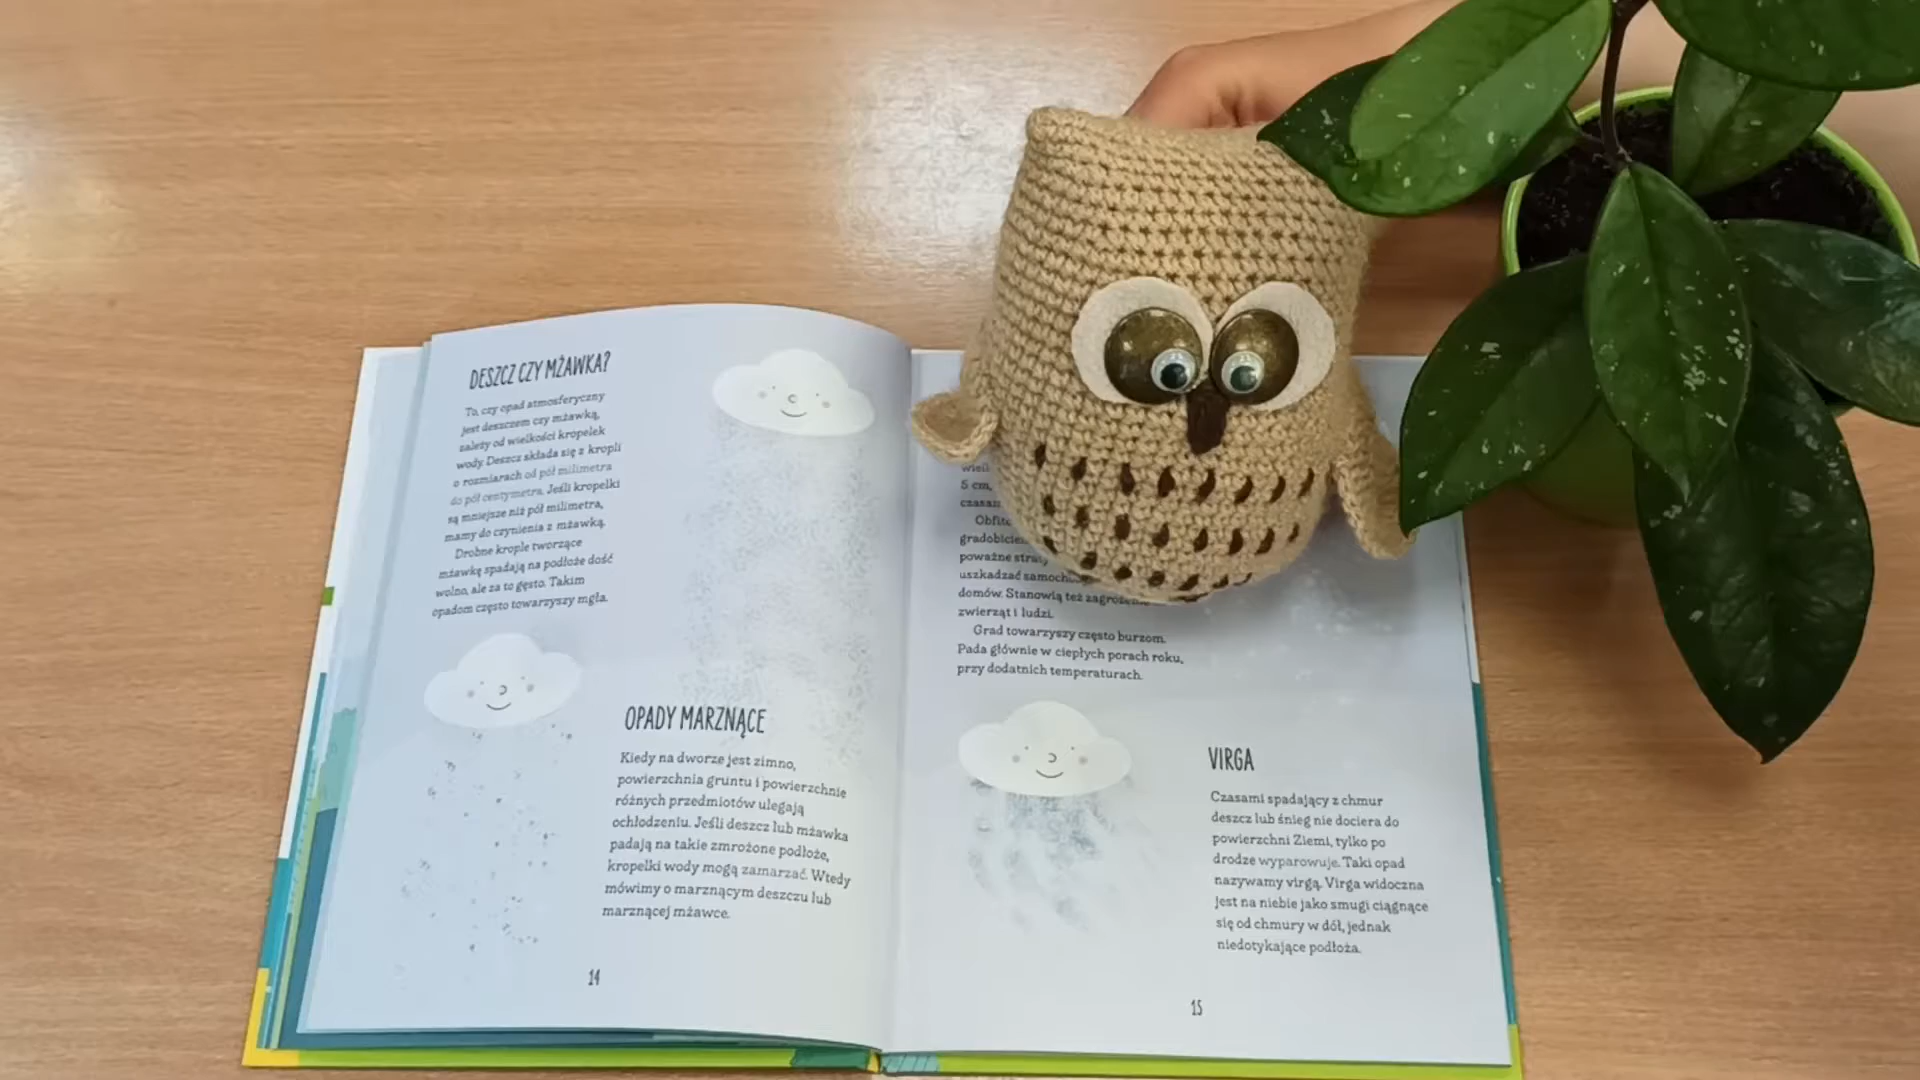 DESZCZ CZY MŻAWKA?
To, czy opad atmosferyczny
jest deszczem czy mżawką,
zależy od wielkości kropelek
wody. Deszcz składa się z kropli
o rozmiarach od pół milimetra
do pół centymetra. Jeśli kropelki
są mniejsze niż pół milimetra,
mamy do czynienia z mżawką.
Drobne krople tworzące
mżawkę spadają na podłoże dość
wolno, ale za to gęsto. Takim
opadom często towarzyszy mgła.
OPADY MARZNĄCE
Kiedy na dworze jest zimno,
powierzchnia gruntu i powierzchnie
różnych przedmiotów ulegają
ochłodzeniu. Jeśli deszcz lub mżawka
padają na takie zmrożone podłoże,
kropelki wody mogą zamarzać. Wtedy
mówimy o marznącym deszczu lub
marznącej mżawce.
14
5 cm,
poważne
uszkadzać
domów. Stanowią też
zwierząt i ludzi.
Grad towarzyszy często burzom.
Pada głównie w ciepłych porach roku,
przy dodatnich temperaturach.
VIRGA
Czasami spadający z chmur
deszcz lub śnieg nie dociera do
powierzchni Ziemi, tylko po
drodze wyparowuje. Taki opad
nazywamy virgą. Virga widoczna
jest na niebie jako smugi ciągnące
się od chmury w dół, jednak
niedotykające podłoża.
15